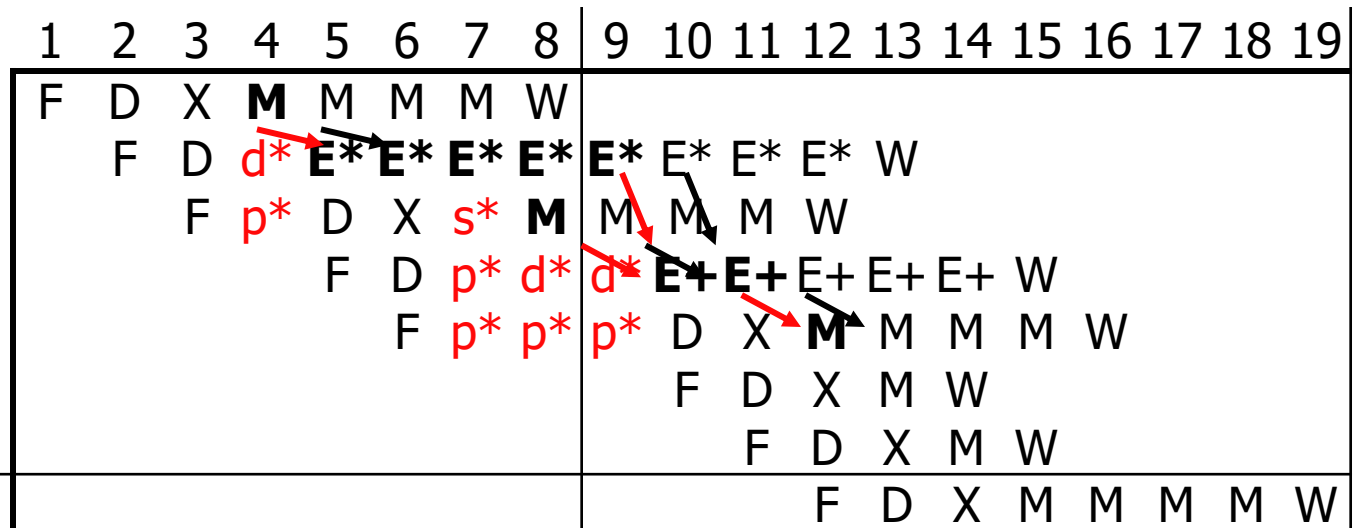 1 2 3 4 5 6 7 8 9 10 11 12 13 14 15 16 17 18 19
F D X M M M M W
F D d* E* E* E* E* E* E* E* E* W
F p* D X s* M M M M W
F D p* d* d* E+ E+ E+ E+ E+ W
F p* p* p* D X M M M M W
F D X M W
F D X M W
F D X M M M M W